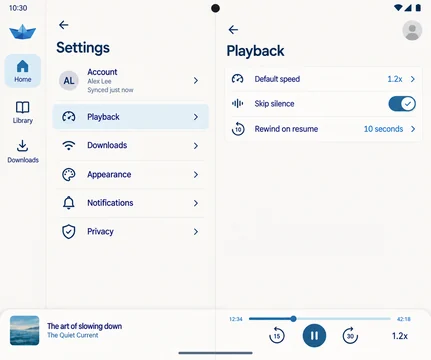 10:30
Home
Library
Downloads
Settings
AL
Account
Alex Lee
Synced just now
Playback
Downloads
Appearance
Notifications
Privacy
Playback
Default speed
1.2x
Skip silence
10
Rewind on resume
10 seconds
The art of slowing down
The Quiet Current
12:34
42:18
15
30
1.2x